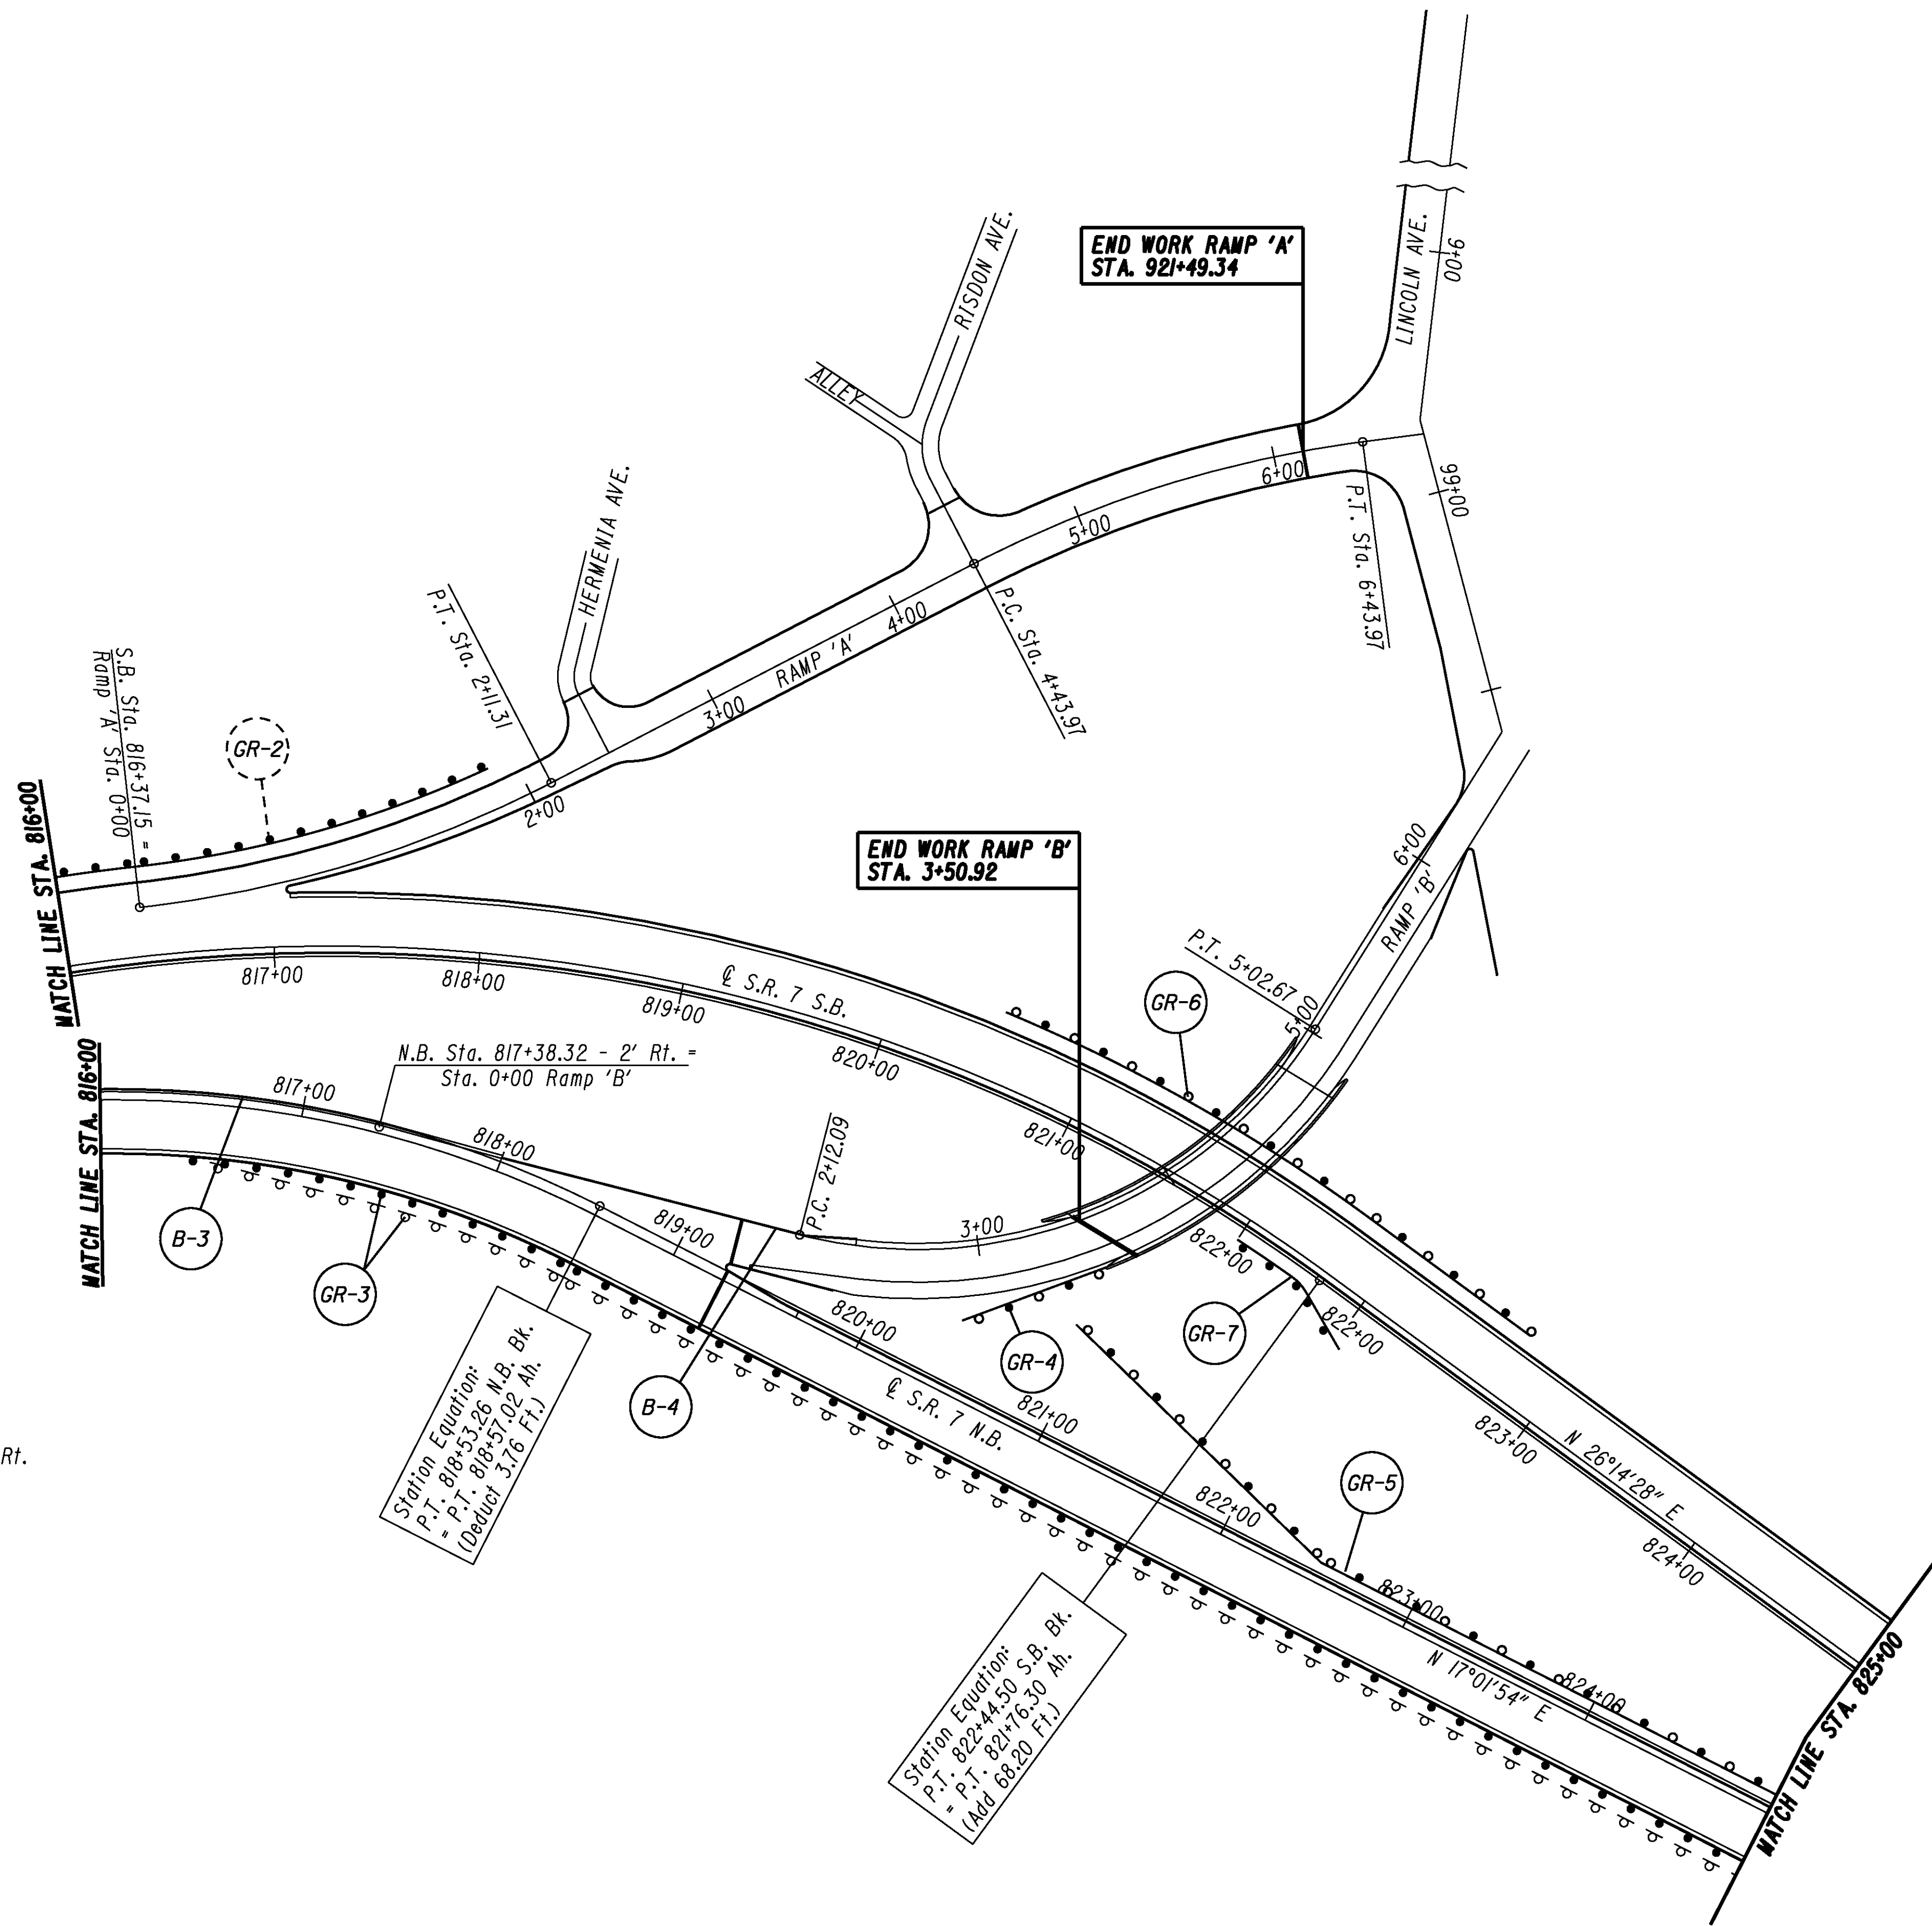 LINCOLN AVE.
9+00
RISDON AVE.
END WORK RAMP 'A'
STA. 921+49.34
ALLEY
HERMENIA AVE.
6+00
99+00
5+00
P.T. Sta. 6+43.97
P.T. Sta. 2+11.31
4+00
P.C. Sta. 4+43.97
RAMP 'A'
3+00
S.B. Sta. 816+37.15 =
Ramp 'A' Sta. 0+00
GR-2
2+00
MATCH LINE STA. 816+00
END WORK RAMP 'B'
STA. 3+50.92
6+00
RAMP 'B'
P.T. 5+02.67
5+00
GR-6
817+00
818+00
819+00
℄ S.R. 7 S.B.
820+00
821+00
822+00
MATCH LINE STA. 816+00
N.B. Sta. 817+38.32 - 2' Rt. =
Sta. 0+00 Ramp 'B'
817+00
818+00
819+00
P.C. 2+12.09
3+00
B-3
GR-3
GR-4
GR-7
822+00
820+00
B-4
℄ S.R. 7 N.B.
821+00
823+00
N 26°14'28" E
Station Equation:
P.T. 818+53.26 N.B. Bk.
= P.T. 818+57.02 Ah.
(Deduct 3.76 Ft.)
Rt.
GR-5
822+00
824+00
823+00
N 17°01'54" E
824+00
Station Equation:
P.T. 822+44.50 S.B. Bk.
= P.T. 821+76.30 Ah.
(Add 68.20 Ft.)
MATCH LINE STA. 825+00